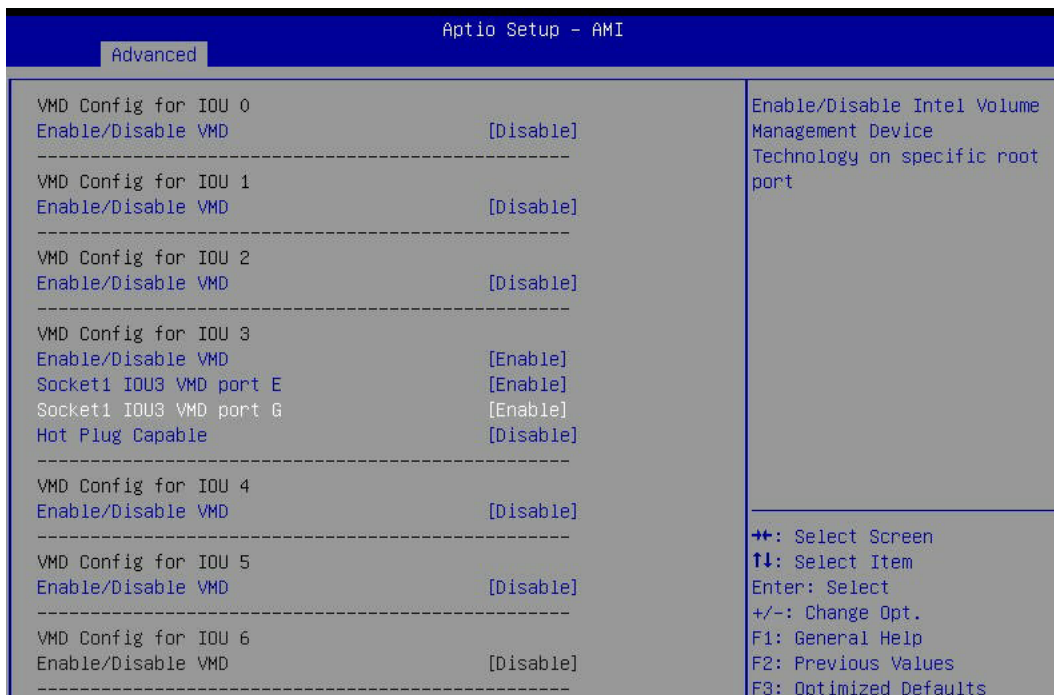 Aptio Setup - AMI
Advanced
VMD Config for IOU 0
Enable/Disable VMD [Disable]
------------------------------------------------------
VMD Config for IOU 1
Enable/Disable VMD [Disable]
------------------------------------------------------
VMD Config for IOU 2
Enable/Disable VMD [Disable]
------------------------------------------------------
VMD Config for IOU 3
Enable/Disable VMD [Enable]
Socket1 IOU3 VMD port E [Enable]
Socket1 IOU3 VMD port G [Enable]
Hot Plug Capable [Disable]
------------------------------------------------------
VMD Config for IOU 4
Enable/Disable VMD [Disable]
------------------------------------------------------
VMD Config for IOU 5
Enable/Disable VMD [Disable]
------------------------------------------------------
VMD Config for IOU 6
Enable/Disable VMD [Disable]
------------------------------------------------------
Enable/Disable Intel Volume
Management Device
Technology on specific root
port
→←: Select Screen
↑↓: Select Item
Enter: Select
+/-: Change Opt.
F1: General Help
F2: Previous Values
F3: Optimized Defaults